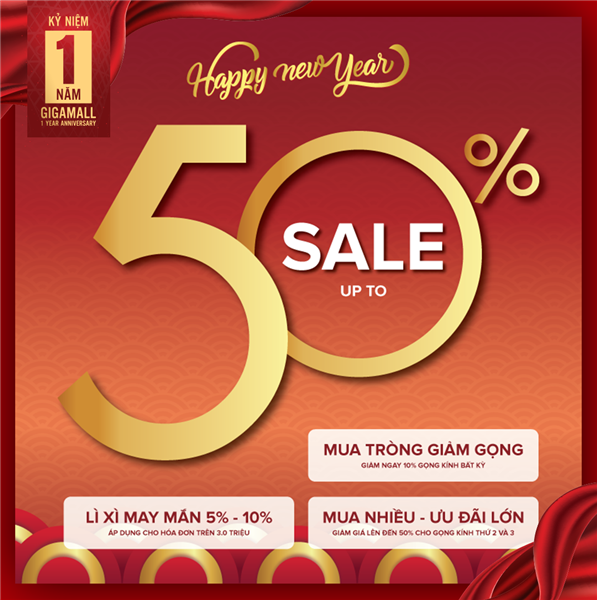 KỶ NIỆM
1
NĂM
GIGAMALL
1 YEAR ANNIVERSARY
Happy new Year
50%
SALE
UP TO
MUA TRÒNG GIẢM GỌNG
GIẢM NGAY 10% GỌNG KÍNH BẤT KỲ
LÌ XÌ MAY MẮN 5% - 10%
ÁP DỤNG CHO HÓA ĐƠN TRÊN 3.0 TRIỆU
MUA NHIỀU - ƯU ĐÃI LỚN
GIẢM GIÁ LÊN ĐẾN 50% CHO GỌNG KÍNH THỨ 2 VÀ 3